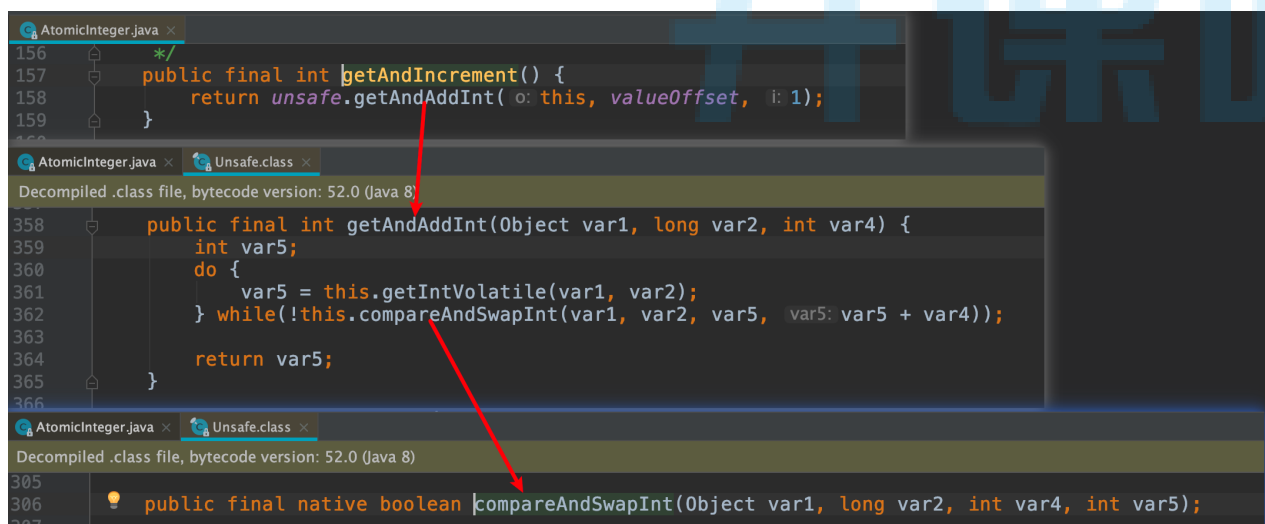 AtomicInteger.java ×
156 */
157 public final int getAndIncrement() {
158 return unsafe.getAndAddInt( o: this, valueOffset, i: 1);
159 }
AtomicInteger.java × Unsafe.class ×
Decompiled .class file, bytecode version: 52.0 (Java 8)
358 public final int getAndAddInt(Object var1, long var2, int var4) {
359 int var5;
360 do {
361 var5 = this.getIntVolatile(var1, var2);
362 } while(!this.compareAndSwapInt(var1, var2, var5, var5: var5 + var4));
363
364 return var5;
365 }
366
AtomicInteger.java × Unsafe.class ×
Decompiled .class file, bytecode version: 52.0 (Java 8)
305
306 public final native boolean compareAndSwapInt(Object var1, long var2, int var4, int var5);